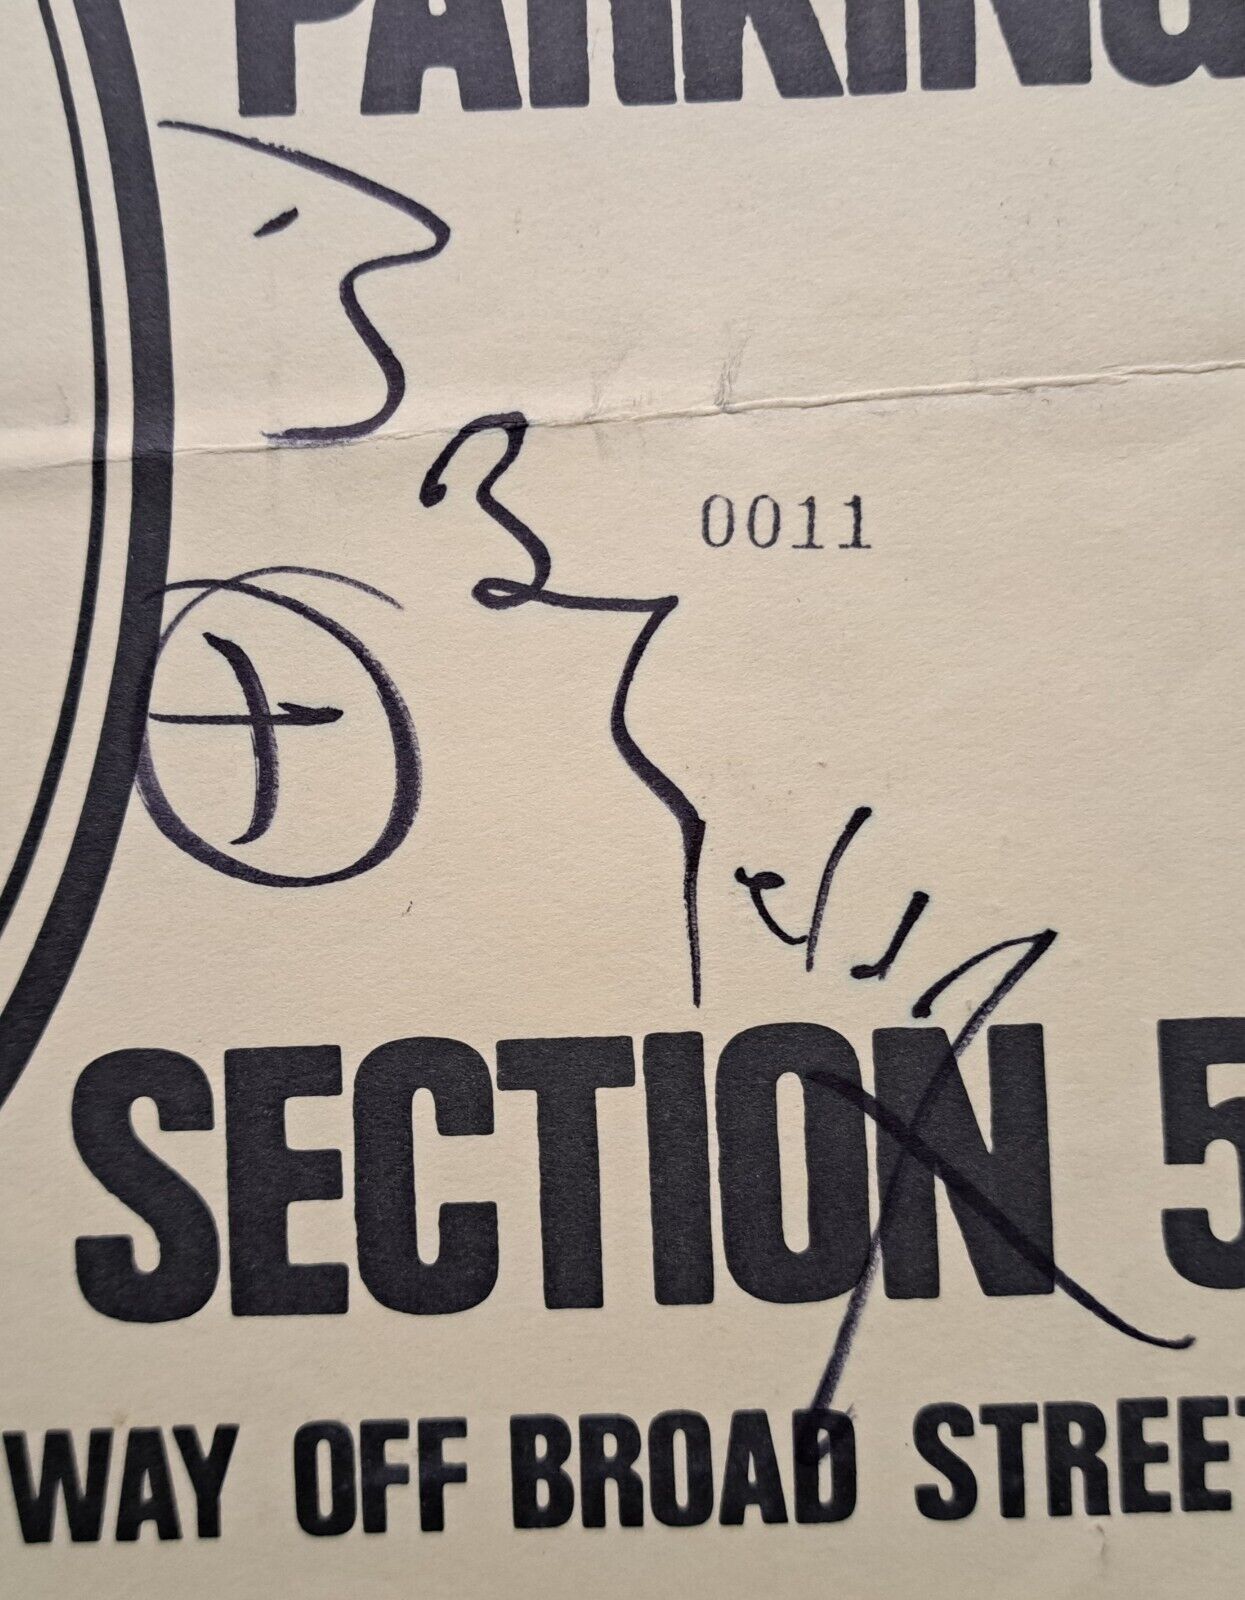 PARKING
0011
SECTION 5
WAY OFF BROAD STREET